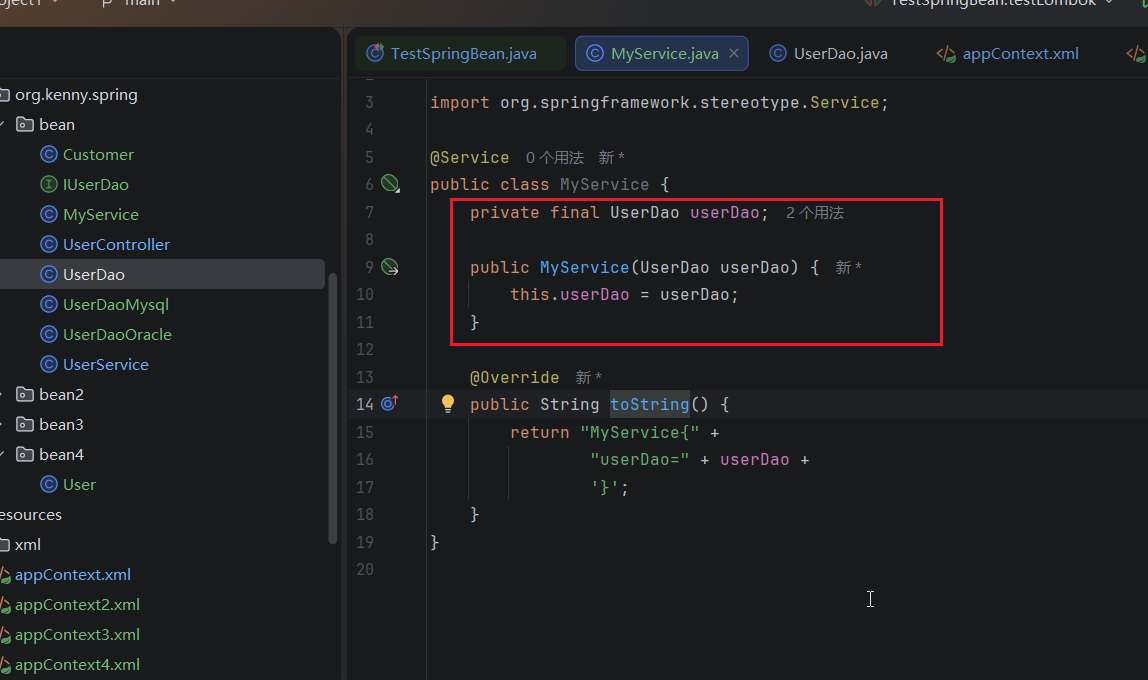 main
TestSpringBean.testLombok
TestSpringBean.java
MyService.java
UserDao.java
appContext.xml
org.kenny.spring
bean
Customer
IUserDao
MyService
UserController
UserDao
UserDaoMysql
UserDaoOracle
UserService
bean2
bean3
bean4
User
esources
xml
appContext.xml
appContext2.xml
appContext3.xml
appContext4.xml
3 import org.springframework.stereotype.Service;
4
5 @Service 0个用法 新*
6 public class MyService {
7 private final UserDao userDao; 2个用法
8
9 public MyService(UserDao userDao) { 新*
10 this.userDao = userDao;
11 }
12
13 @Override 新*
14 public String toString() {
15 return "MyService{" +
16 "userDao=" + userDao +
17 '}';
18 }
19 }
20